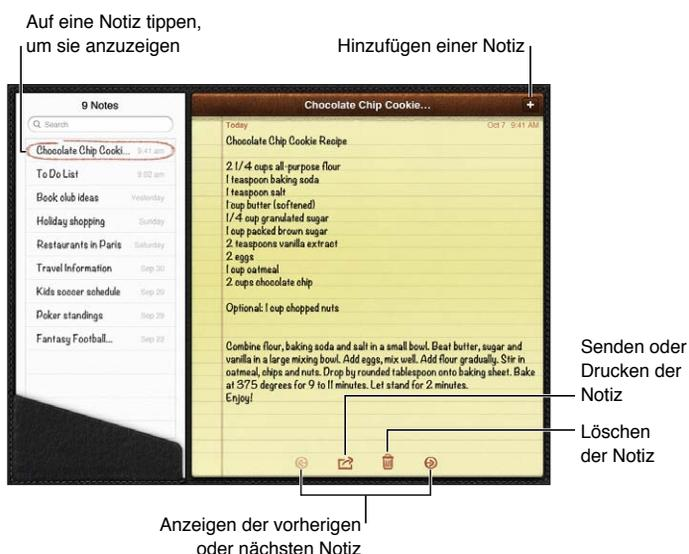 Auf eine Notiz tippen,
um sie anzuzeigen
Hinzufügen einer Notiz
9 Notes
Search
Chocolate Chip Cooki... 9:41 am
To Do List 9:02 am
Book club ideas Yesterday
Holiday shopping Sunday
Restaurants in Paris Saturday
Travel Information Sep 30
Kids soccer schedule Sep 29
Poker standings Sep 29
Fantasy Football... Sep 22
Chocolate Chip Cookie...
+
Today Oct 7 9:41 AM
Chocolate Chip Cookie Recipe
2 1/4 cups all-purpose flour
1 teaspoon baking soda
1 teaspoon salt
1 cup butter (softened)
1/4 cup granulated sugar
1 cup packed brown sugar
2 teaspoons vanilla extract
2 eggs
1 cup oatmeal
2 cups chocolate chip
Optional: 1 cup chopped nuts
Combine flour, baking soda and salt in a small bowl. Beat butter, sugar and
vanilla in a large mixing bowl. Add eggs, mix well. Add flour gradually. Stir in
oatmeal, chips and nuts. Drop by rounded tablespoon onto baking sheet. Bake
at 375 degrees for 9 to 11 minutes. Let stand for 2 minutes.
Enjoy!
Senden oder
Drucken der
Notiz
Löschen
der Notiz
Anzeigen der vorherigen
oder nächsten Notiz